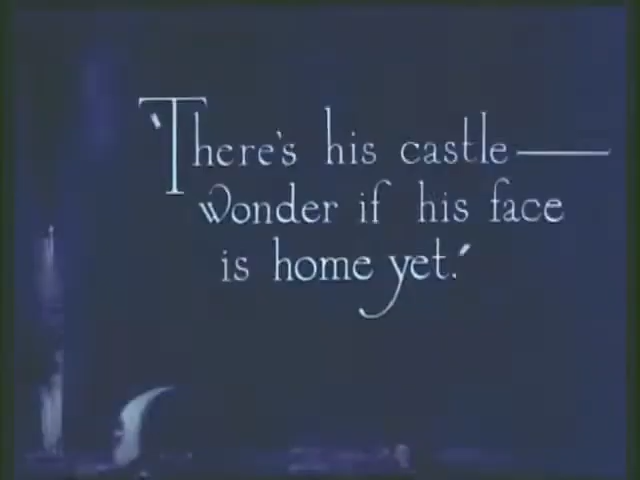 'There's his castle—
wonder if his face
is home yet.'